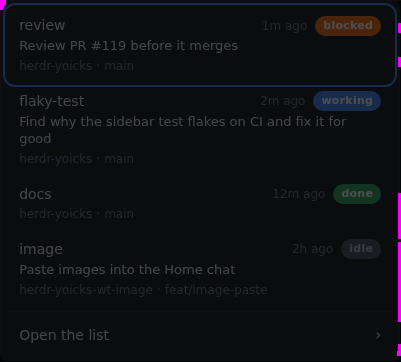 review 1m ago blocked
Review PR #119 before it merges
herdr-yoicks · main
flaky-test 2m ago working
Find why the sidebar test flakes on CI and fix it for
good
herdr-yoicks · main
docs 12m ago done
herdr-yoicks · main
image 2h ago idle
Paste images into the Home chat
herdr-yoicks-wt-image · feat/image-paste
Open the list ›